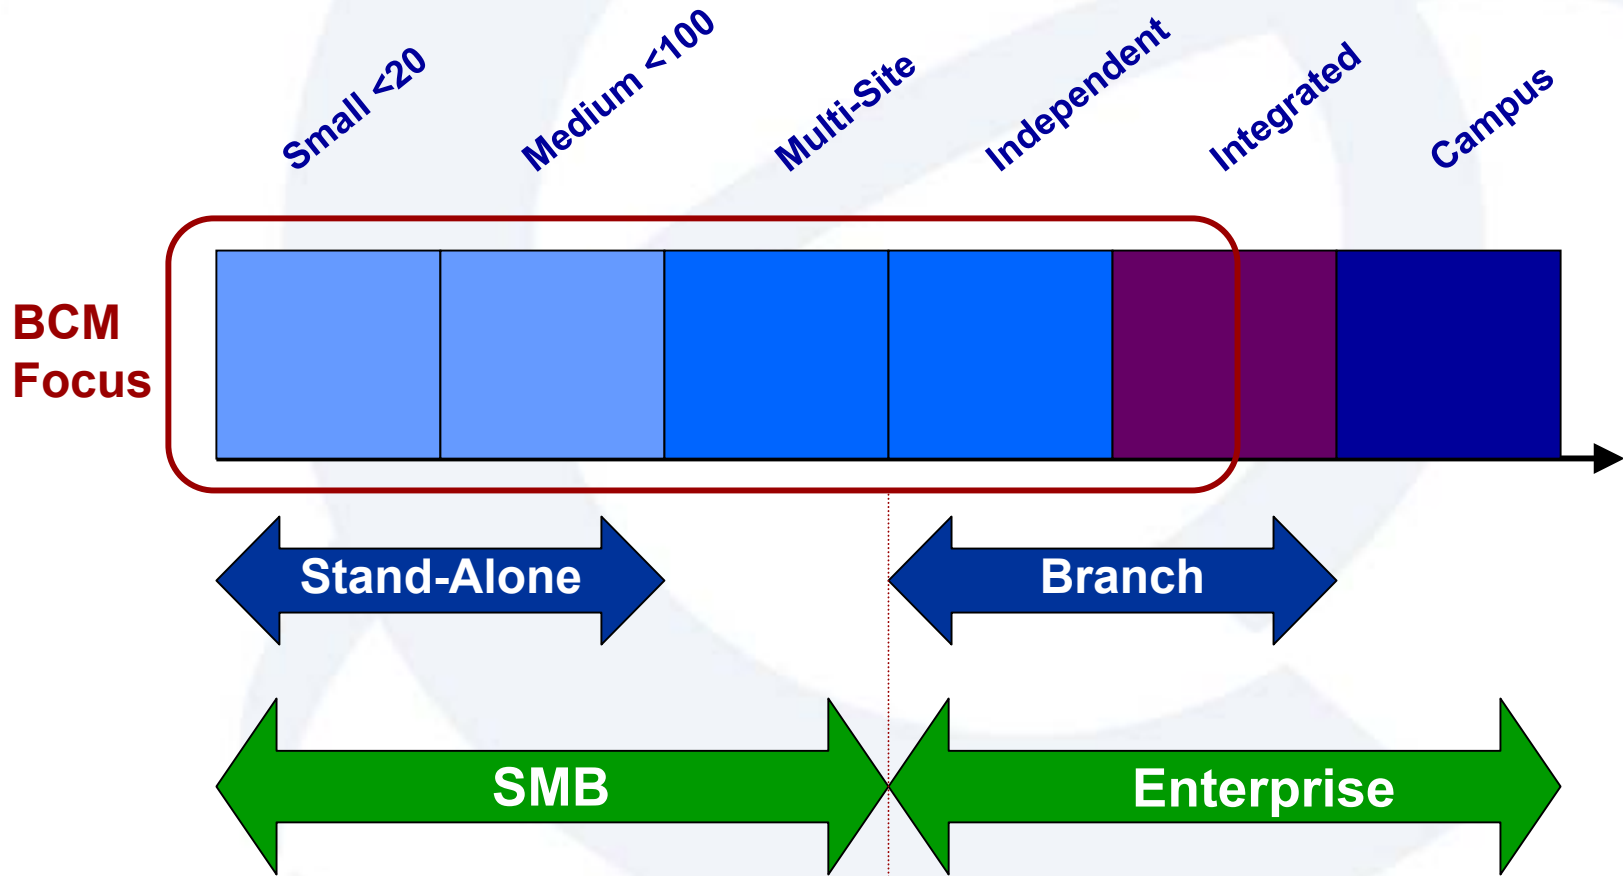 Small <20
Medium <100
Multi-Site
Independent
Integrated
Campus
BCM
Focus
Stand-Alone
Branch
SMB
Enterprise